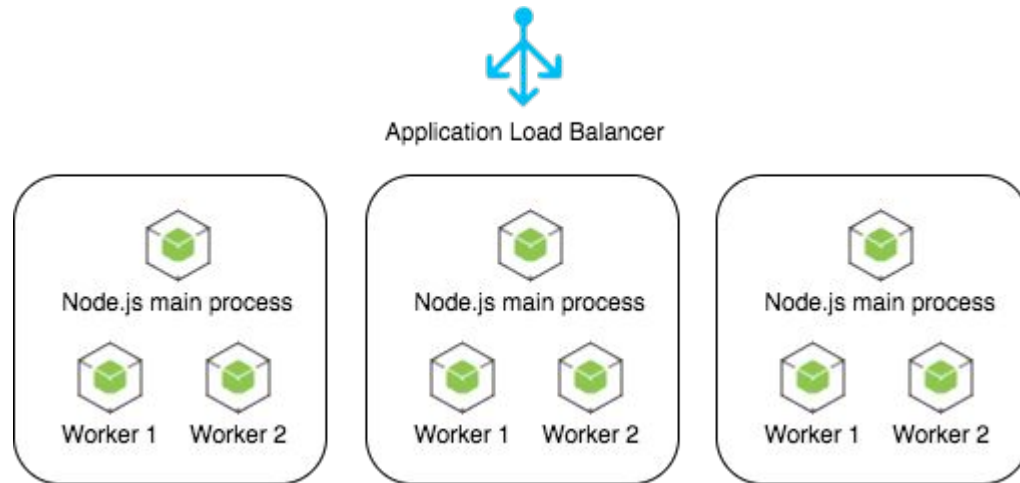 Application Load Balancer
Node.js main process
Worker 1 Worker 2
Node.js main process
Worker 1 Worker 2
Node.js main process
Worker 1 Worker 2